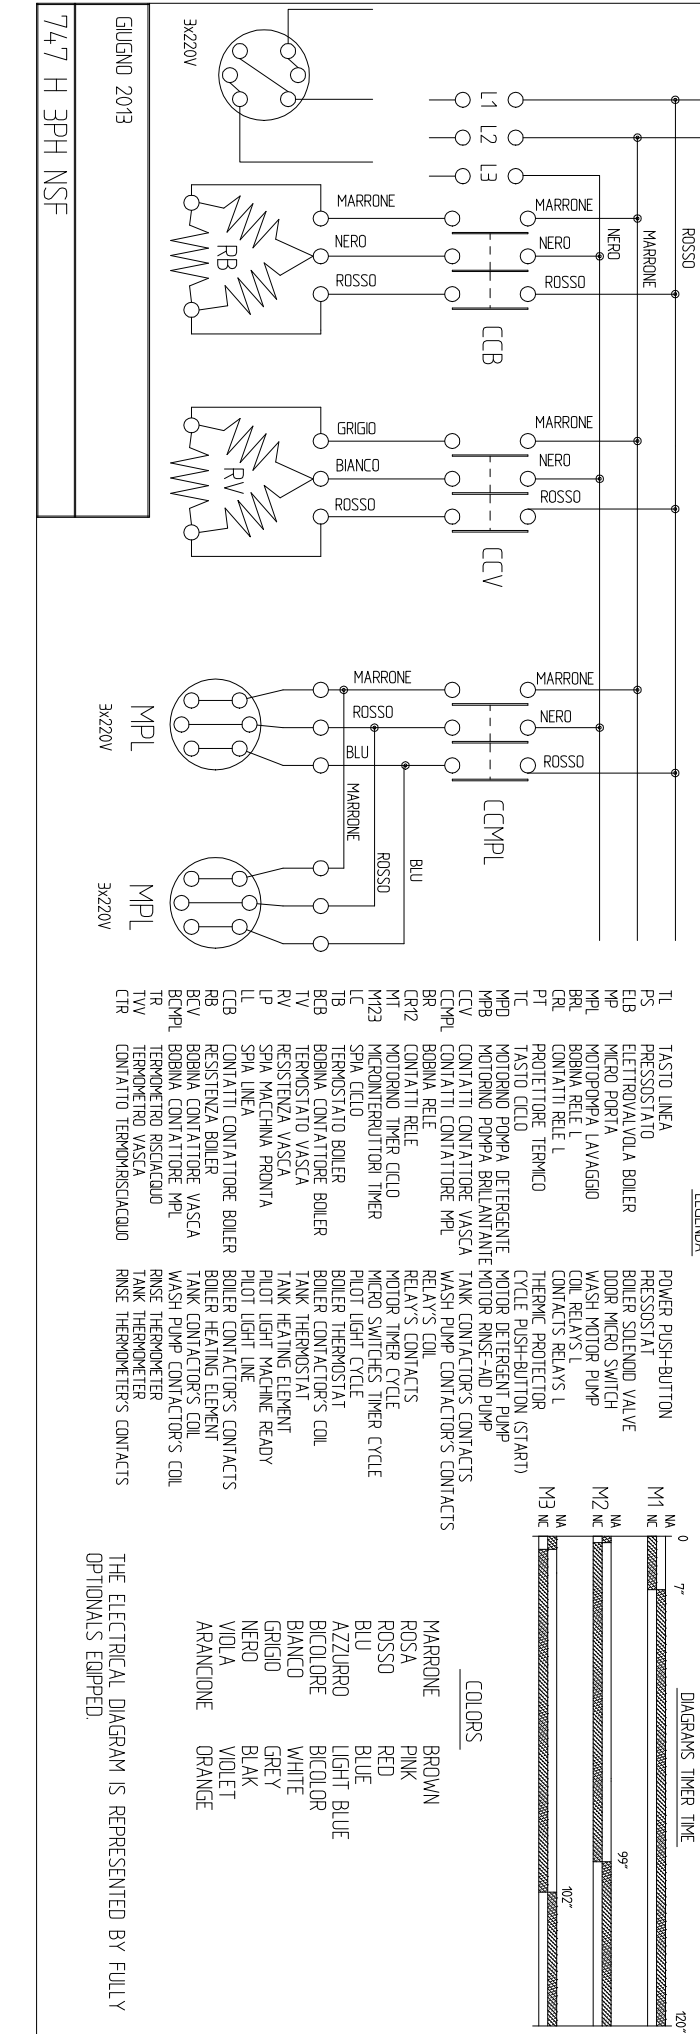 3x220V
L1
L2
L3
ROSSO
MARRONE
NERO
MARRONE
NERO
ROSSO
MARRONE
NERO
ROSSO
RB
CCB
GIUGNO 2013
747 H 3PH NSF
GRIGIO
BIANCO
ROSSO
MARRONE
NERO
ROSSO
RV
CCV
MARRONE
ROSSO
BLU
MARRONE
NERO
ROSSO
CCMPL
MPL
3x220V
MARRONE
ROSSO
BLU
MPL
3x220V
LEGENDA
TL TASTO LINEA POWER PUSH-BUTTON
PS PRESSOSTATO PRESSOSTAT
ELB ELETTROVALVOLA BOILER BOILER SOLENOID VALVE
MP MICRO PORTA DOOR MICRO SWITCH
MPL MOTOPOMPA LAVAGGIO WASH MOTOR PUMP
BRL BOBINA RELE L COIL RELAYS L
CRL CONTATTI RELE L CONTACTS RELAYS L
PT PROTETTORE TERMICO THERMIC PROTECTOR
TC TASTO CICLO CYCLE PUSH-BUTTON (START)
MPD MOTORINO POMPA DETERGENTE MOTOR DETERGENT PUMP
MPB MOTORINO POMPA BRILLANTANTE MOTOR RINSE-AID PUMP
CCV CONTATTI CONTATTORE VASCA TANK CONTACTOR'S CONTACTS
CCMPL CONTATTI CONTATTORE MPL WASH PUMP CONTACTOR'S CONTACTS
BR BOBINA RELE RELAY'S COIL
CR12 CONTATTI RELE RELAY'S CONTACTS
MT MOTORINO TIMER CICLO MOTOR TIMER CYCLE
M123 MICROINTERRUTTORI TIMER MICRO SWITCHES TIMER CYCLE
LC SPIA CICLO PILOT LIGHT CYCLE
TB TERMOSTATO BOILER BOILER THERMOSTAT
BCB BOBINA CONTATTORE BOILER BOILER CONTACTOR'S COIL
TV TERMOSTATO VASCA TANK THERMOSTAT
RV RESISTENZA VASCA TANK HEATING ELEMENT
LP SPIA MACCHINA PRONTA PILOT LIGHT MACHINE READY
LL SPIA LINEA PILOT LIGHT LINE
CCB CONTATTI CONTATTORE BOILER BOILER CONTACTOR'S CONTACTS
RB RESISTENZA BOILER BOILER HEATING ELEMENT
BCV BOBINA CONTATTORE VASCA TANK CONTACTOR'S COIL
BCMPL BOBINA CONTATTORE MPL WASH PUMP CONTACTOR'S COIL
TR TERMOMETRO RISCIACQUO RINSE THERMOMETER
TVV TERMOMETRO VASCA TANK THERMOMETER
CTR CONTATTO TERMOM.RISCIACQUO RINSE THERMOMETER'S CONTACTS
DIAGRAMS TIMER TIME
0 7" 99" 102" 120"
M1 NA NC
M2 NA NC
M3 NA NC
COLORS
MARRONE BROWN
ROSA PINK
ROSSO RED
BLU BLUE
AZZURRO LIGHT BLUE
BICOLORE BICOLOR
BIANCO WHITE
GRIGIO GREY
NERO BLAK
VIOLA VIOLET
ARANCIONE ORANGE
THE ELECTRICAL DIAGRAM IS REPRESENTED BY FULLY
OPTIONALS EQIPPED.